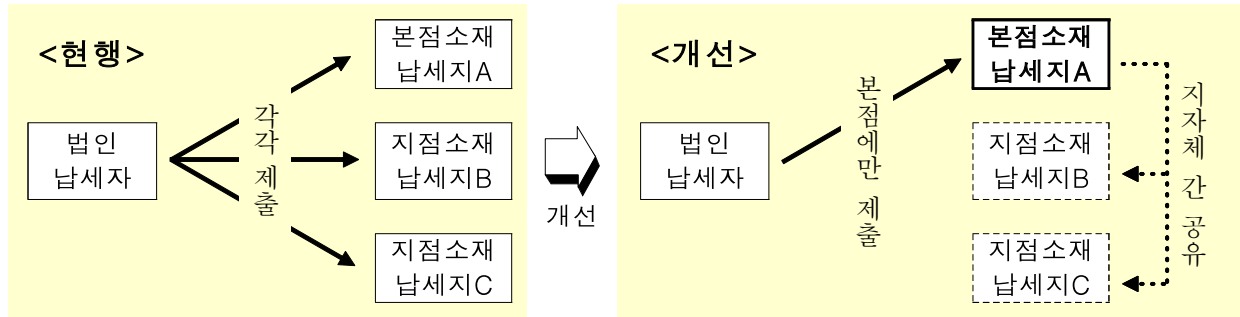 <현행>
법인
납세자
각각 제출
본점소재
납세지A
지점소재
납세지B
지점소재
납세지C
개선
<개선>
법인
납세자
본점에만 제출
본점소재
납세지A
지점소재
납세지B
지점소재
납세지C
지자체 간 공유